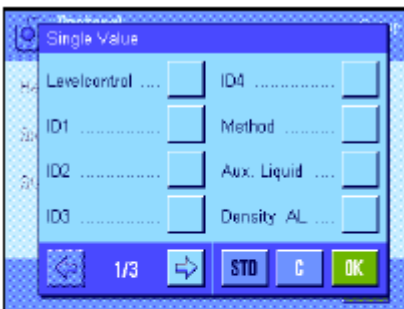 Single Value
Levelcontrol .... ID4 ..............
ID1 .............. Method .........
ID2 .............. Aux. Liquid ....
ID3 .............. Density AL ....
1/3 STD C OK